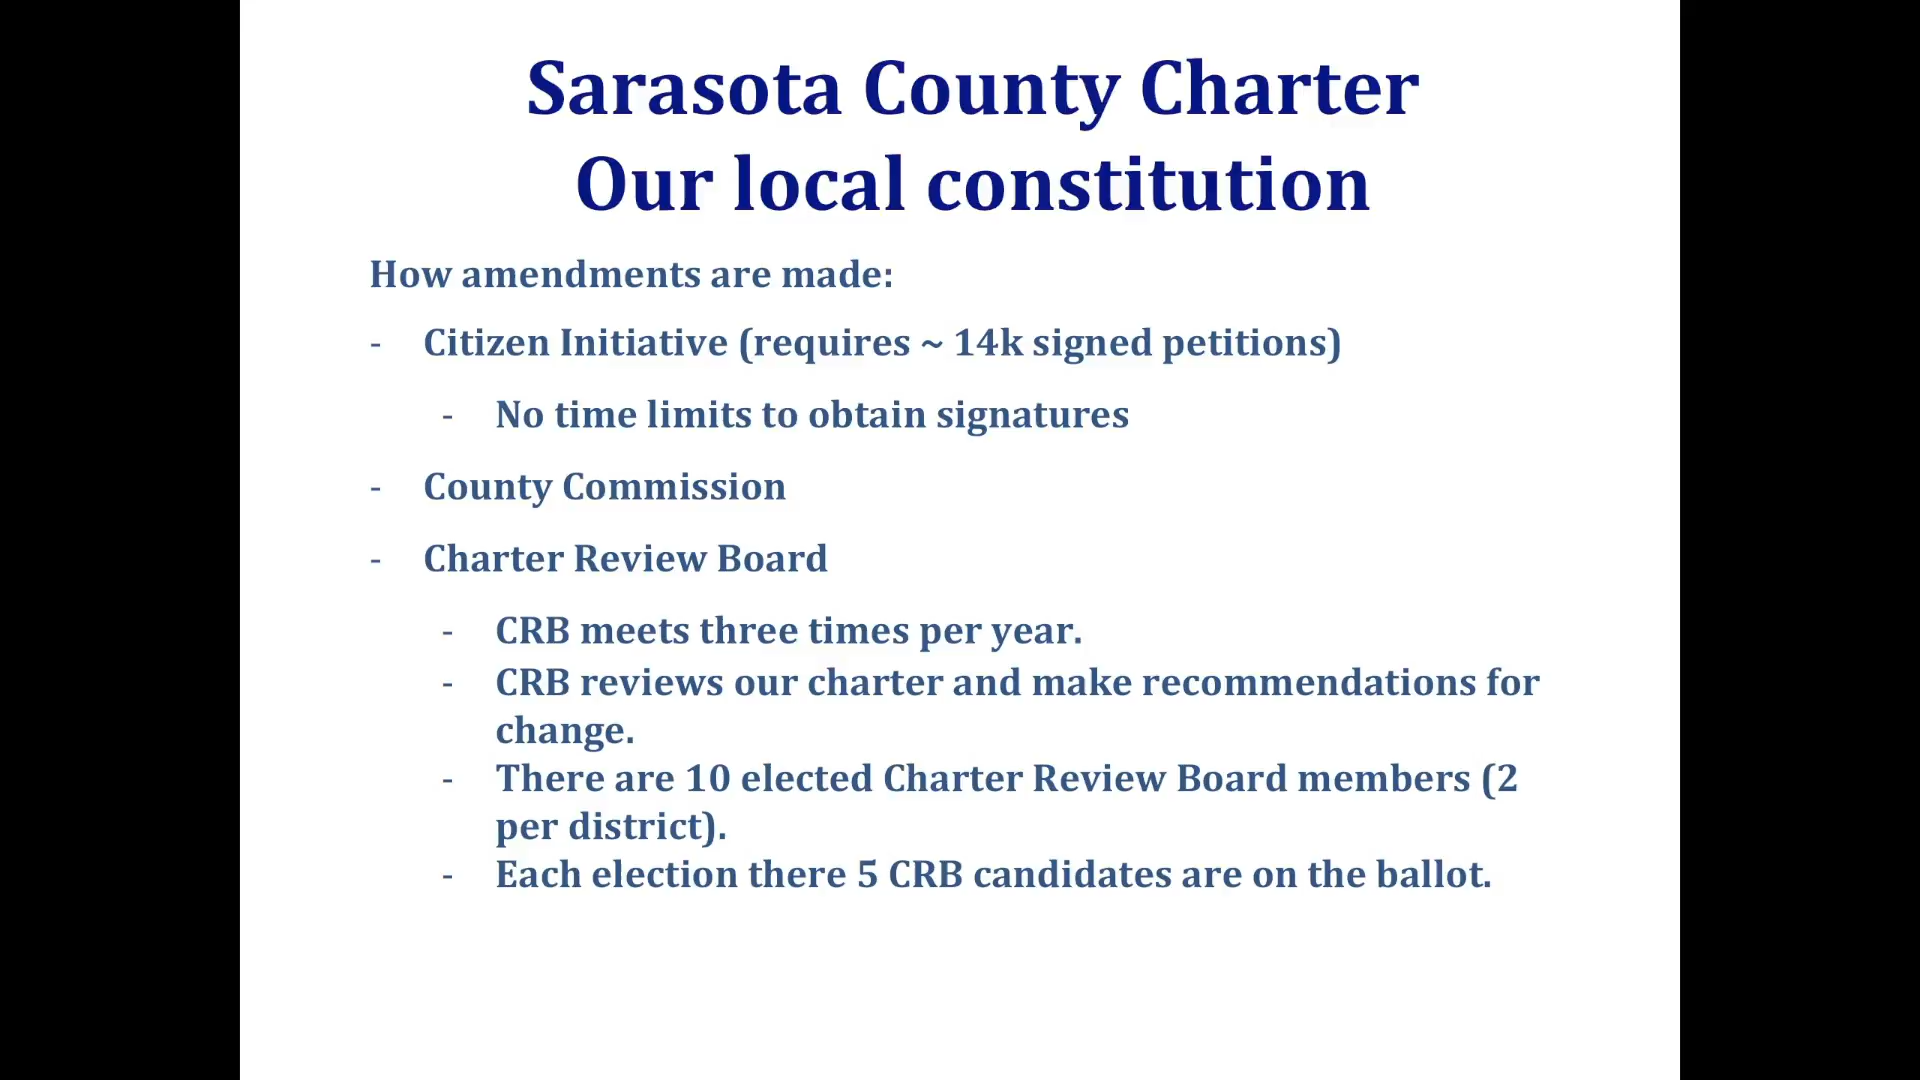 Sarasota County Charter
Our local constitution
How amendments are made:
- Citizen Initiative (requires ~ 14k signed petitions)
- No time limits to obtain signatures
- County Commission
- Charter Review Board
- CRB meets three times per year.
- CRB reviews our charter and make recommendations for
change.
- There are 10 elected Charter Review Board members (2
per district).
- Each election there 5 CRB candidates are on the ballot.